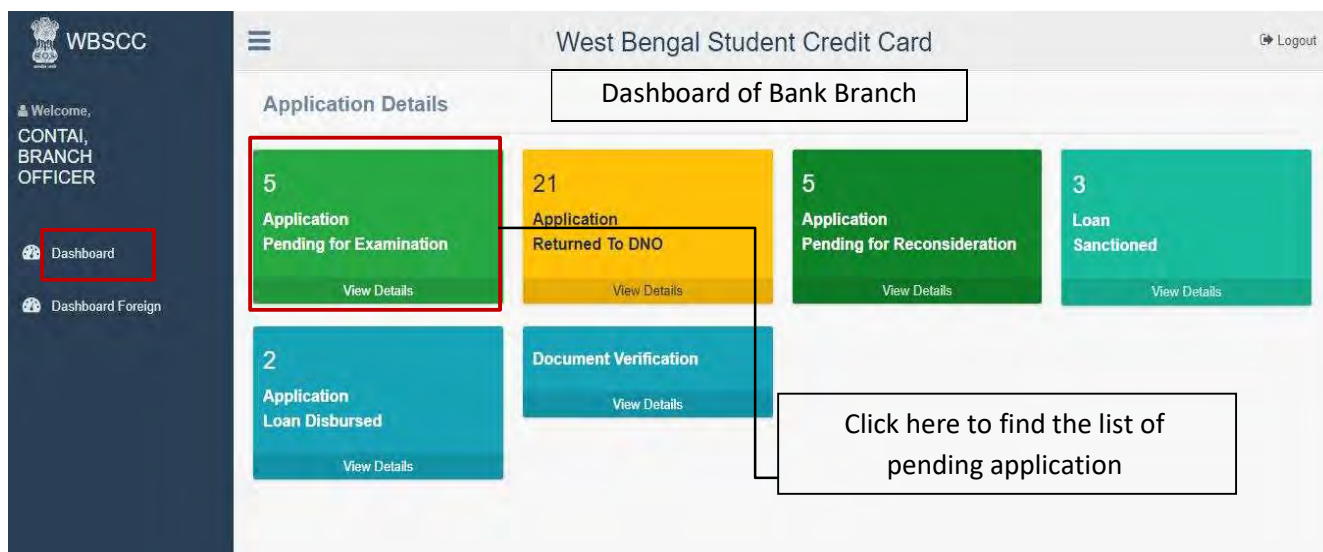 WBSCC
West Bengal Student Credit Card
Logout
Dashboard of Bank Branch
Welcome,
CONTAI,
BRANCH
OFFICER
Dashboard
Dashboard Foreign
Application Details
5
Application
Pending for Examination
View Details
21
Application
Returned To DNO
View Details
5
Application
Pending for Reconsideration
View Details
3
Loan
Sanctioned
View Details
2
Application
Loan Disbursed
View Details
Document Verification
View Details
Click here to find the list of
pending application